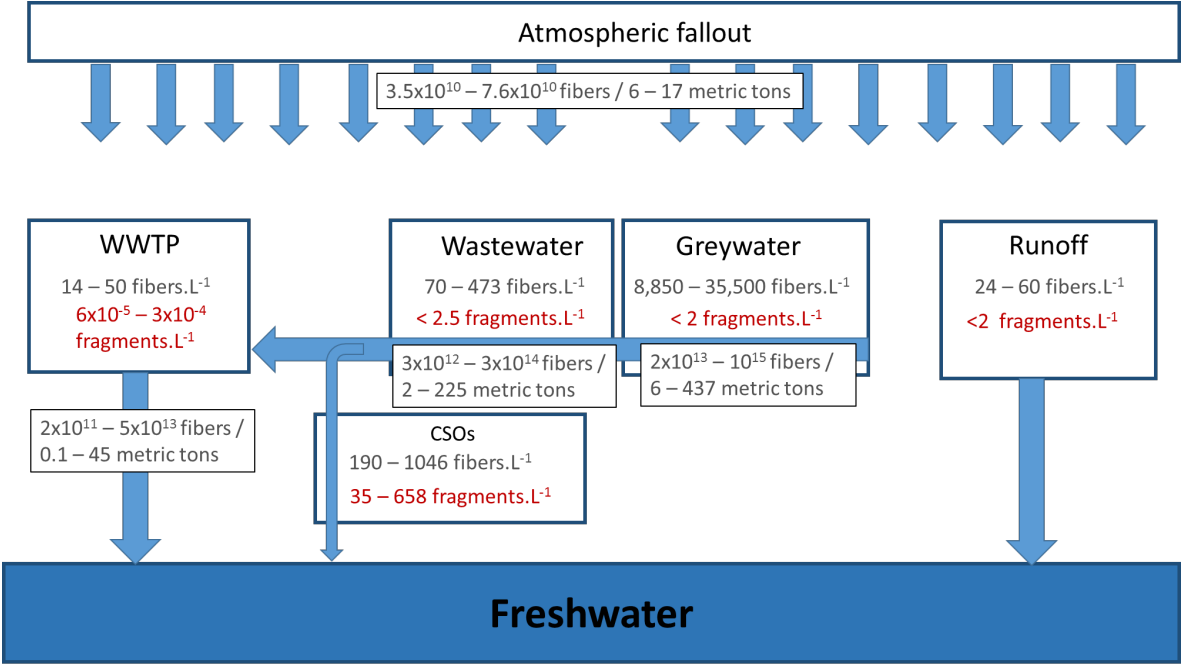 Atmospheric fallout
3.5x10¹⁰ – 7.6x10¹⁰ fibers / 6 – 17 metric tons
WWTP
14 – 50 fibers.L⁻¹
6x10⁻⁵ – 3x10⁻⁴
fragments.L⁻¹
Wastewater
70 – 473 fibers.L⁻¹
< 2.5 fragments.L⁻¹
Greywater
8,850 – 35,500 fibers.L⁻¹
< 2 fragments.L⁻¹
Runoff
24 – 60 fibers.L⁻¹
<2 fragments.L⁻¹
3x10¹² – 3x10¹⁴ fibers /
2 – 225 metric tons
2x10¹³ – 10¹⁵ fibers /
6 – 437 metric tons
2x10¹¹ – 5x10¹³ fibers /
0.1 – 45 metric tons
CSOs
190 – 1046 fibers.L⁻¹
35 – 658 fragments.L⁻¹
Freshwater